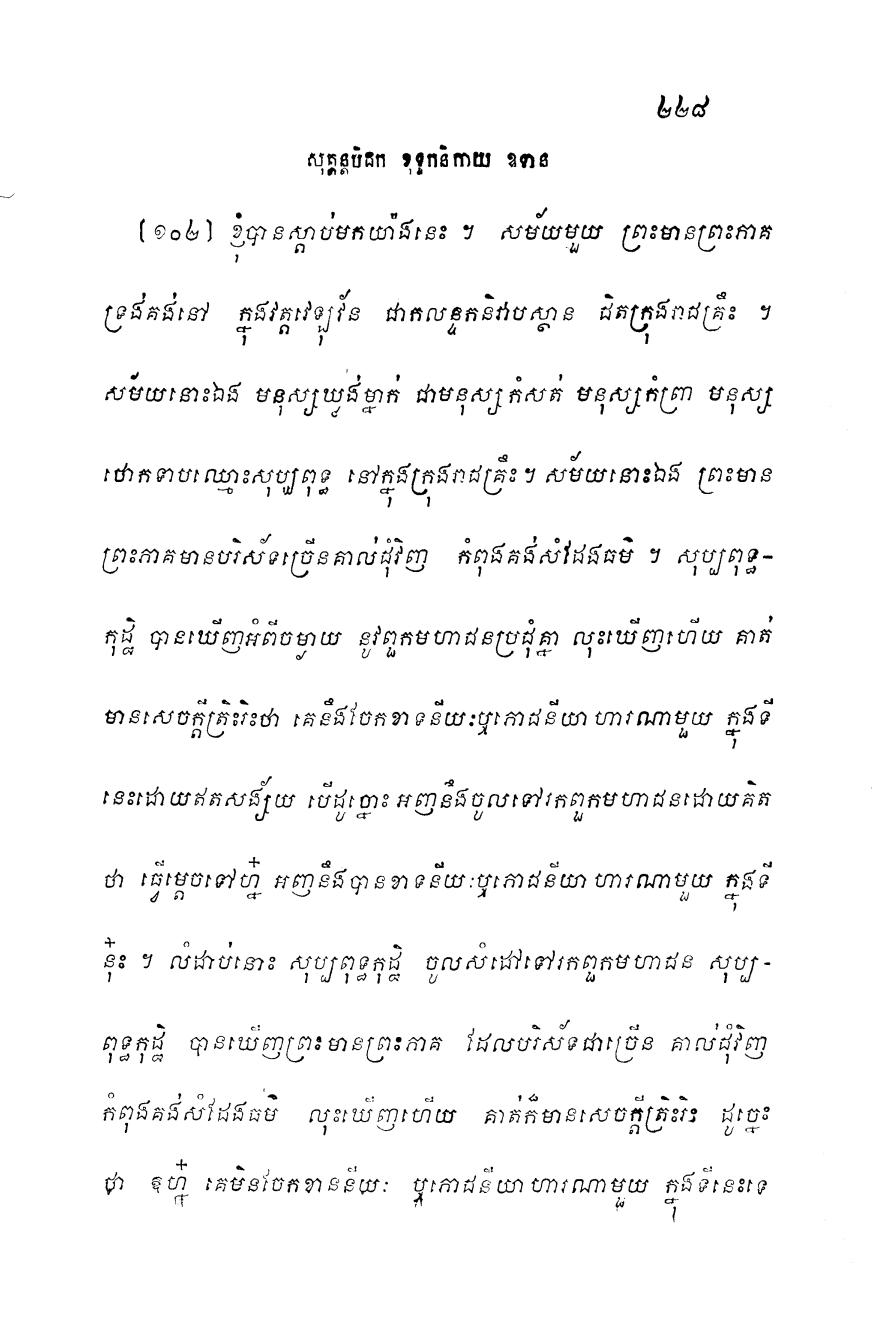 ២២៨
សុត្តន្តបិដក ខុទ្ទកនិកាយ ឧទាន
[១០៤] ខ្ញុំបានស្តាប់មកយ៉ាងនេះ ។ សម័យមួយ ព្រះមានព្រះភាគ
ទ្រង់គង់នៅ ក្នុងវត្តវេឡុវ័ន ជាកលន្ទកនិវាបស្ថាន ជិតក្រុងរាជគ្រឹះ ។
សម័យនោះឯង មនុស្សឃ្លង់ម្នាក់ ជាមនុស្សកំសត់ មនុស្សកំព្រា មនុស្ស
ថោកទាបឈ្មោះសុប្បពុទ្ធ នៅក្នុងក្រុងរាជគ្រឹះ។ សម័យនោះឯង ព្រះមាន
ព្រះភាគមានបរិស័ទច្រើនគាល់ជុំវិញ កំពុងគង់សំដែងធម៌ ។ សុប្បពុទ្ធ-
កុដ្ឋិ បានឃើញអំពីចម្ងាយ នូវពួកមហាជនប្រជុំគ្នា លុះឃើញហើយ គាត់
មានសេចក្តីត្រិះរិះថា គេនឹងចែកខាទនីយៈឬភោជនីយាហារណាមួយ ក្នុងទី
នេះដោយឥតសង្ស័យ បើដូច្នោះ អញនឹងចូលទៅរកពួកមហាជនដោយគិត
ថា ធ្វើម្តេចទៅហ្ន៎ អញនឹងបានខាទនីយៈឬភោជនីយាហារណាមួយ ក្នុងទី
នុ៎ះ ។ លំដាប់នោះ សុប្បពុទ្ធកុដ្ឋិ ចូលសំដៅទៅរកពួកមហាជន សុប្ប-
ពុទ្ធកុដ្ឋិ បានឃើញព្រះមានព្រះភាគ ដែលបរិស័ទជាច្រើន គាល់ជុំវិញ
កំពុងគង់សំដែងធម៌ លុះឃើញហើយ គាត់ក៏មានសេចក្តីត្រិះរិះ ដូច្នេះ
ថា ឧហ្ន៎ គេមិនចែកខានីយៈ ឬភោជនីយាហារណាមួយ ក្នុងទីនេះទេ